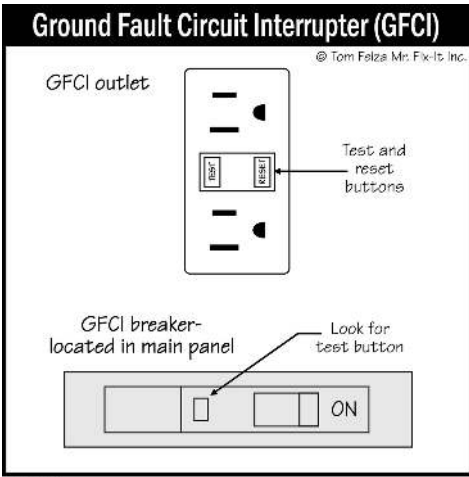 Ground Fault Circuit Interrupter (GFCI)
© Tom Feiza Mr. Fix-It Inc.
GFCI outlet
TEST
RESET
Test and
reset
buttons
GFCI breaker-
located in main panel
Look for
test button
ON